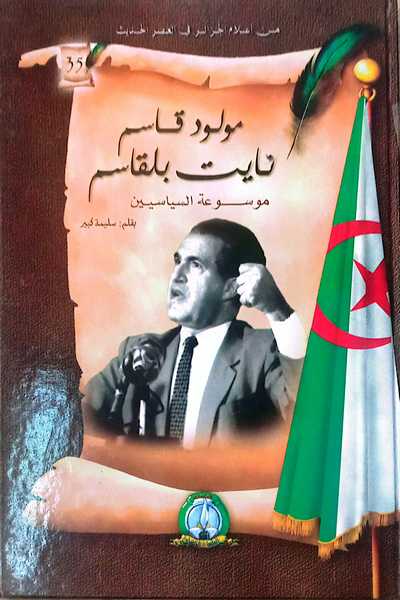 من أعلام الجزائر في العصر الحديث
35
مولود قاسم
نايت بلقاسم
موسوعة السياسيين
بقلم: سليمة كبير